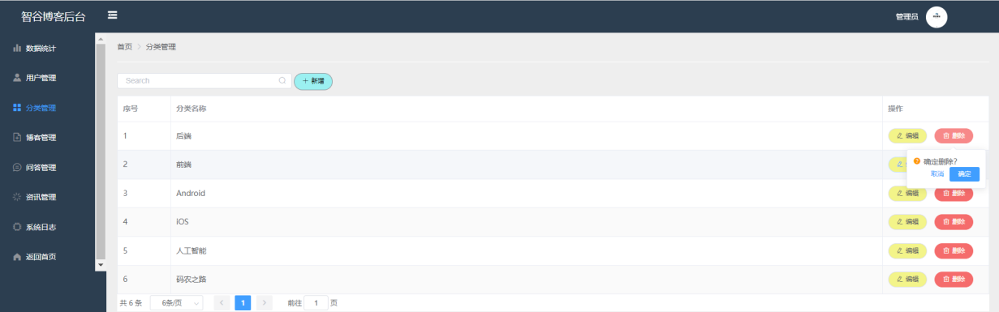 智谷博客后台
管理员
数据统计
用户管理
分类管理
博客管理
问答管理
资讯管理
系统日志
返回首页
首页 > 分类管理
Search
+ 新增
序号 分类名称 操作
1 后端 编辑 删除
2 前端
确定删除?
取消 确定
3 Android 编辑 删除
4 iOS 编辑 删除
5 人工智能 编辑 删除
6 码农之路 编辑 删除
共 6 条 6条/页 < 1 > 前往 1 页